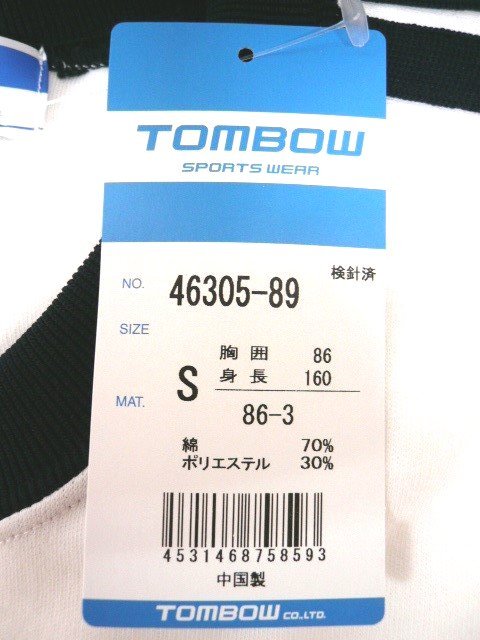 TOMBOW
SPORTS WEAR
検針済
NO. 46305-89
SIZE
S
胸囲 86
身長 160
MAT.
86-3
綿 70%
ポリエステル 30%
4531468758593
中国製
TOMBOW CO.,LTD.